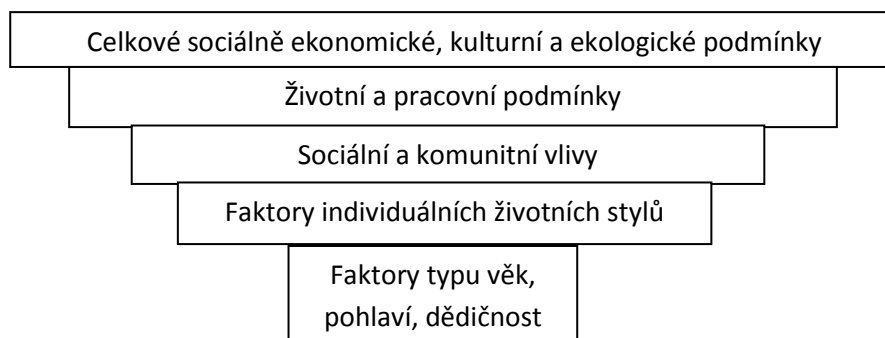 Celkové sociálně ekonomické, kulturní a ekologické podmínky
Životní a pracovní podmínky
Sociální a komunitní vlivy
Faktory individuálních životních stylů
Faktory typu věk,
pohlaví, dědičnost